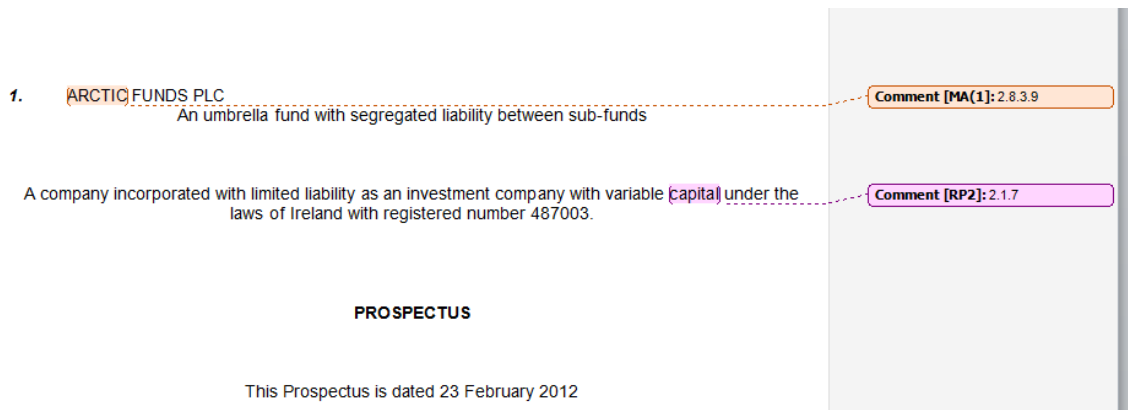 1. ARCTIC FUNDS PLC
Comment [MA(1]: 2.8.3.9
An umbrella fund with segregated liability between sub-funds
A company incorporated with limited liability as an investment company with variable capital under the
Comment [RP2]: 2.1.7
laws of Ireland with registered number 487003.
PROSPECTUS
This Prospectus is dated 23 February 2012